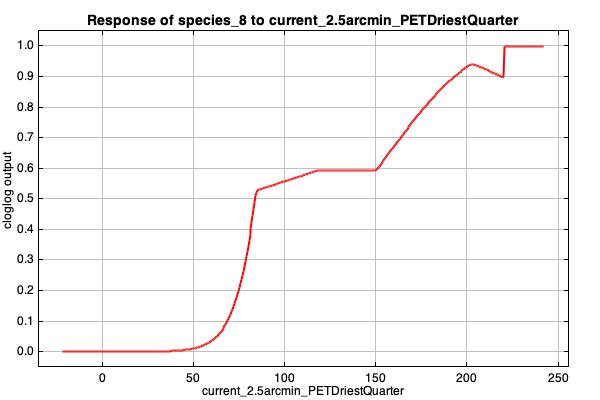 Response of species_8 to current_2.5arcmin_PETDriestQuarter
1.0
0.9
0.8
0.7
0.6
0.5
0.4
0.3
0.2
0.1
0.0
cloglog output
0 50 100 150 200 250
current_2.5arcmin_PETDriestQuarter